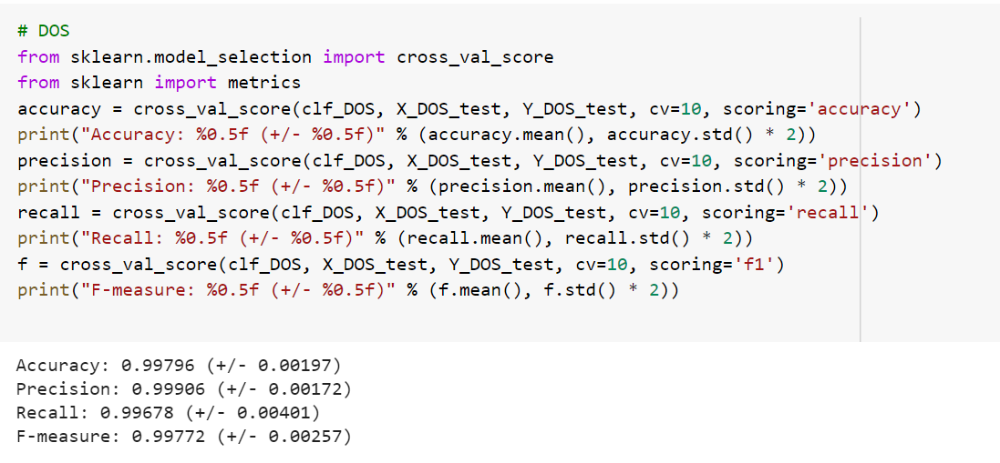 # DOS
from sklearn.model_selection import cross_val_score
from sklearn import metrics
accuracy = cross_val_score(clf_DOS, X_DOS_test, Y_DOS_test, cv=10, scoring='accuracy')
print("Accuracy: %0.5f (+/- %0.5f)" % (accuracy.mean(), accuracy.std() * 2))
precision = cross_val_score(clf_DOS, X_DOS_test, Y_DOS_test, cv=10, scoring='precision')
print("Precision: %0.5f (+/- %0.5f)" % (precision.mean(), precision.std() * 2))
recall = cross_val_score(clf_DOS, X_DOS_test, Y_DOS_test, cv=10, scoring='recall')
print("Recall: %0.5f (+/- %0.5f)" % (recall.mean(), recall.std() * 2))
f = cross_val_score(clf_DOS, X_DOS_test, Y_DOS_test, cv=10, scoring='f1')
print("F-measure: %0.5f (+/- %0.5f)" % (f.mean(), f.std() * 2))
Accuracy: 0.99796 (+/- 0.00197)
Precision: 0.99906 (+/- 0.00172)
Recall: 0.99678 (+/- 0.00401)
F-measure: 0.99772 (+/- 0.00257)